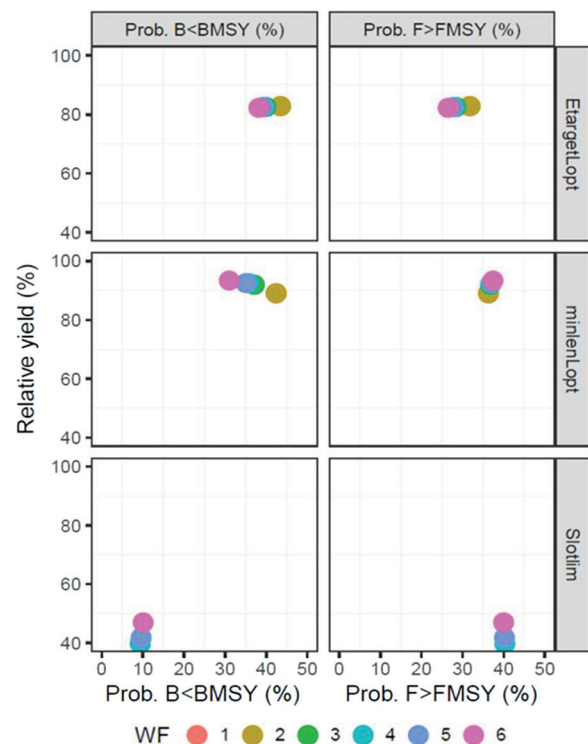 Prob. B<BMSY (%) Prob. F>FMSY (%)
100
80
60
40
EtargetLopt
100
80
60
40
minlenLopt
100
80
60
40
Slotlim
Relative yield (%)
0 10 20 30 40 50 0 10 20 30 40 50
Prob. B<BMSY (%) Prob. F>FMSY (%)
WF 1 2 3 4 5 6